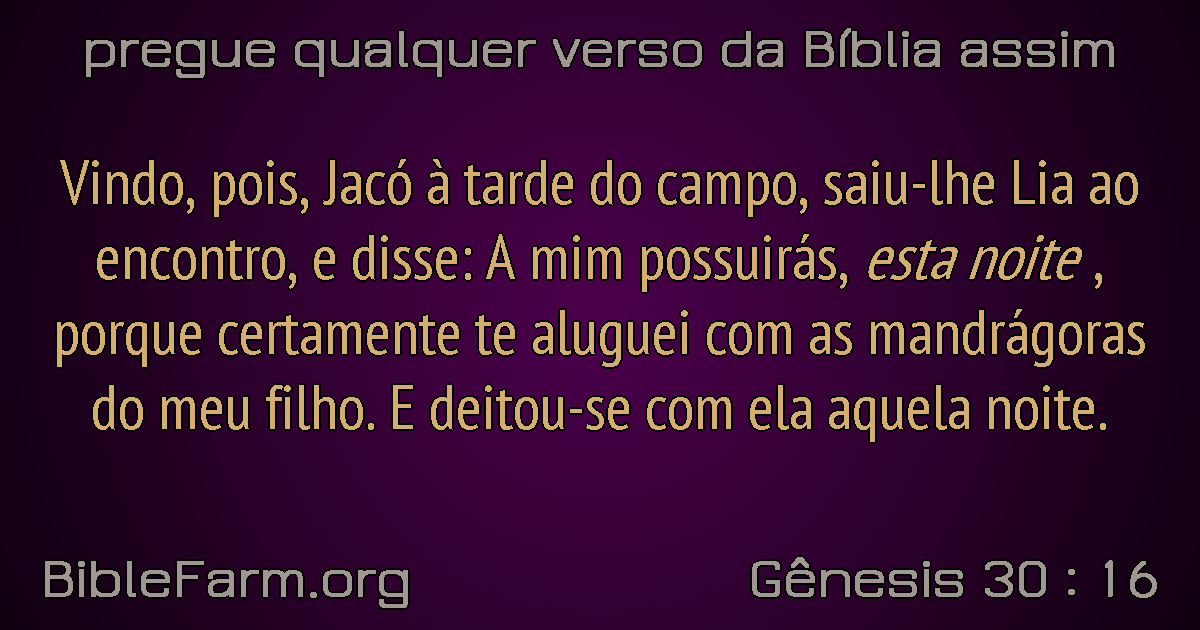 pregue qualquer verso da Bíblia assim
Vindo, pois, Jacó à tarde do campo, saiu-lhe Lia ao
encontro, e disse: A mim possuirás, esta noite ,
porque certamente te aluguei com as mandrágoras
do meu filho. E deitou-se com ela aquela noite.
BibleFarm.org
Gênesis 30 : 16